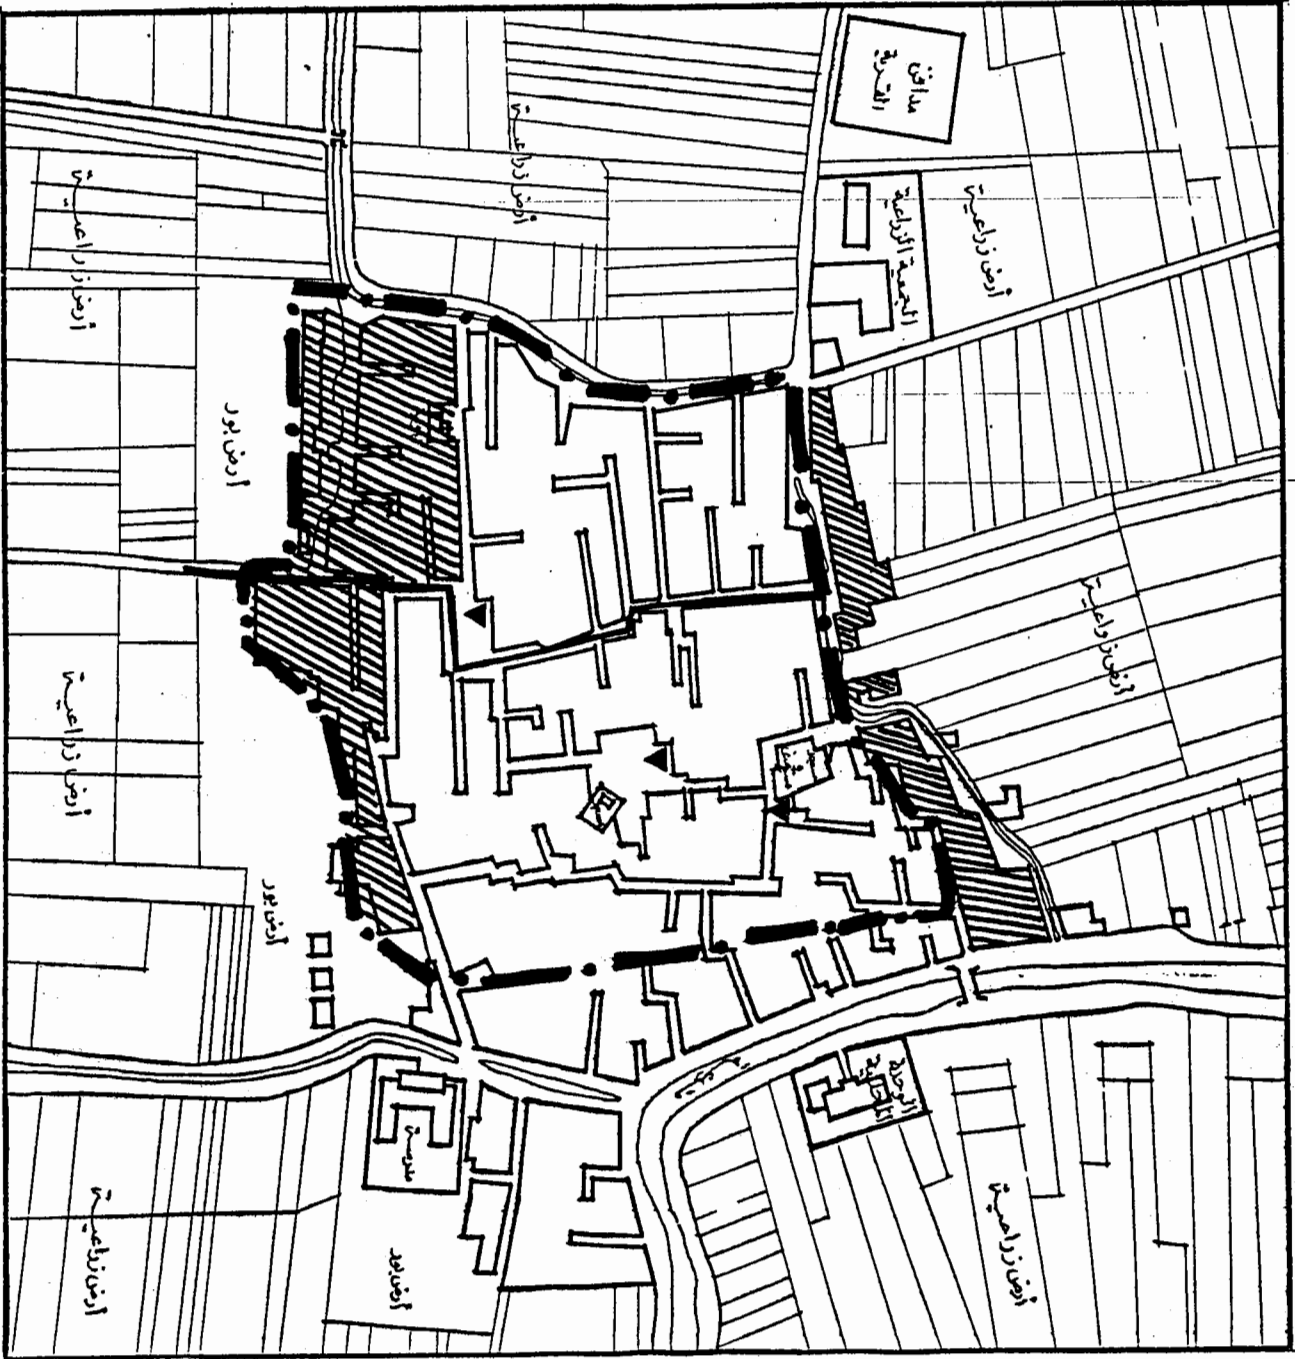 مدافن
القرية
أرض زراعية
أرض زراعية
الجمعية الزراعية
أرض زراعية
أرض بور
أرض زراعية
أرض زراعية
أرض بور
ترعة
الوحدة
مدرسة
أرض زراعية
أرض بور
أرض زراعية